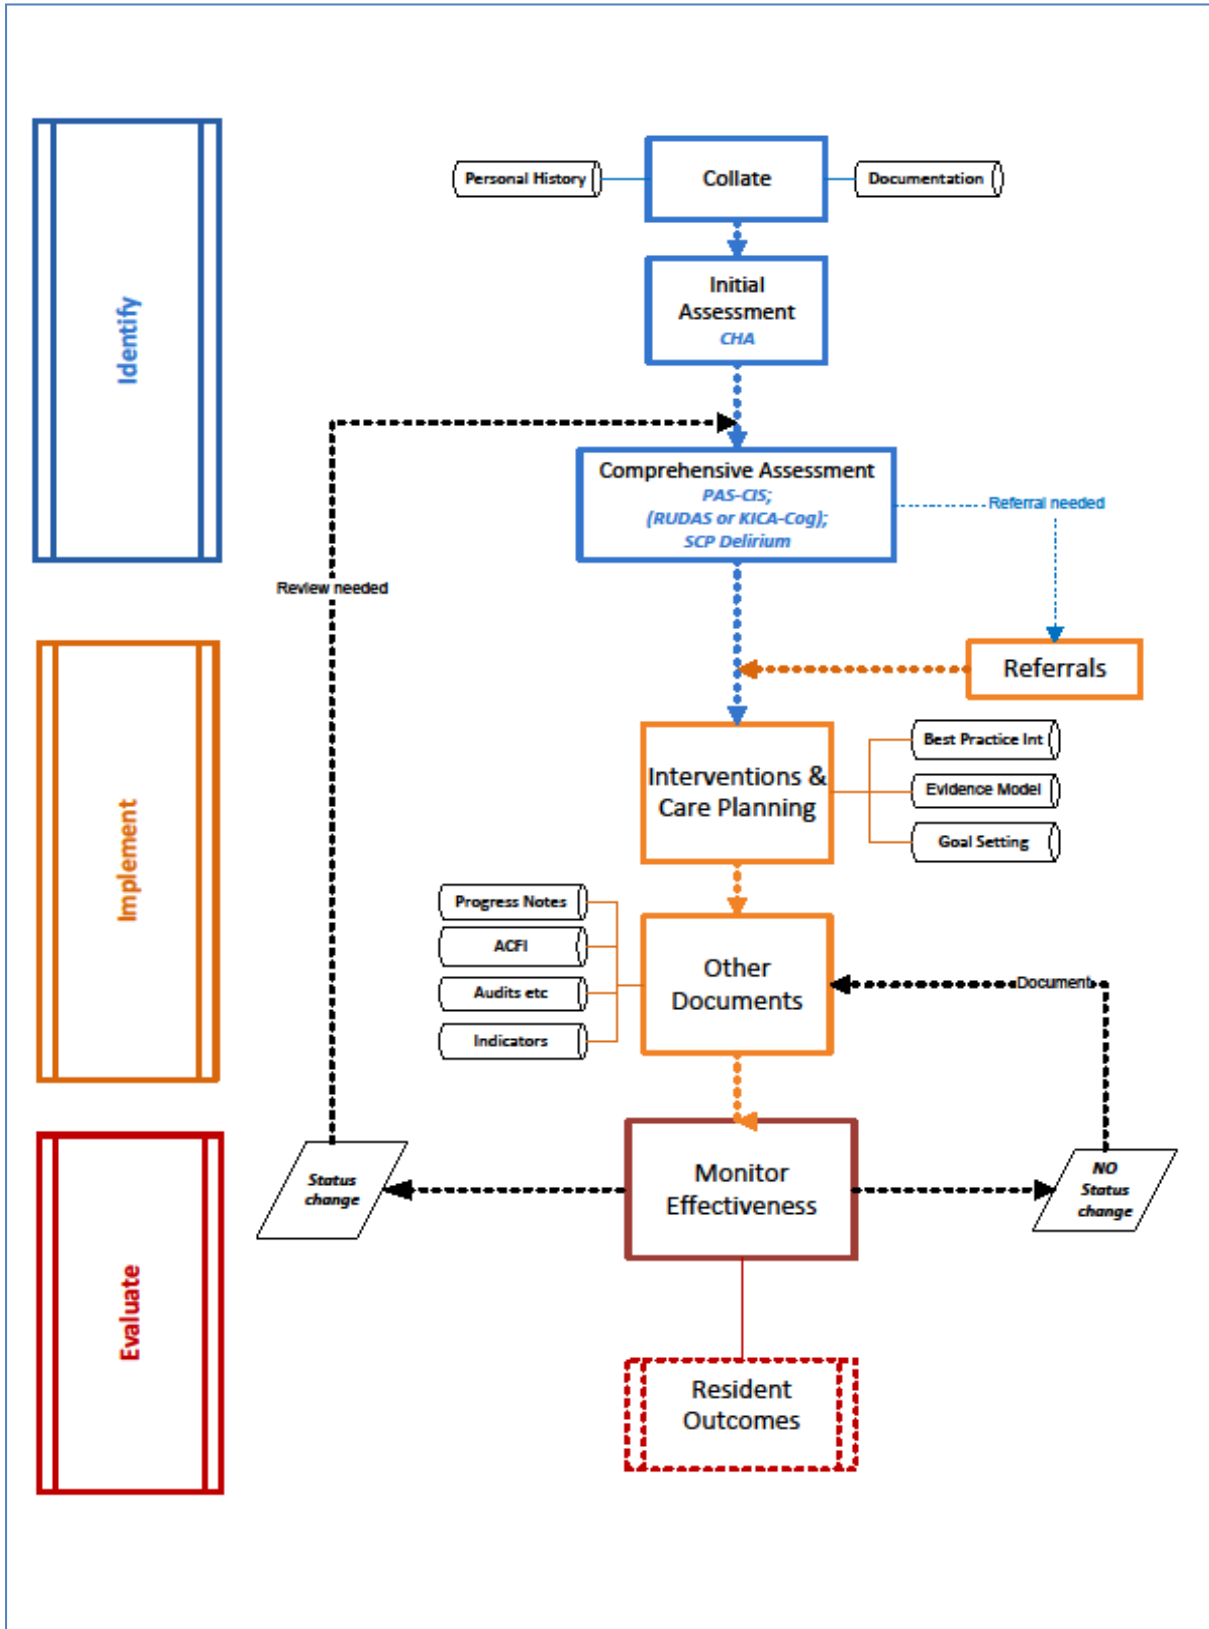 Identify
Personal History
Collate
Documentation
Initial
Assessment
CHA
Comprehensive Assessment
PAS-CIS;
(RUDAS or KICA-Cog);
SCP Delirium
Referral needed
Review needed
Implement
Referrals
Interventions &
Care Planning
Best Practice Int
Evidence Model
Goal Setting
Progress Notes
ACFI
Audits etc
Indicators
Other
Documents
Document
Evaluate
Status
change
Monitor
Effectiveness
NO
Status
change
Resident
Outcomes